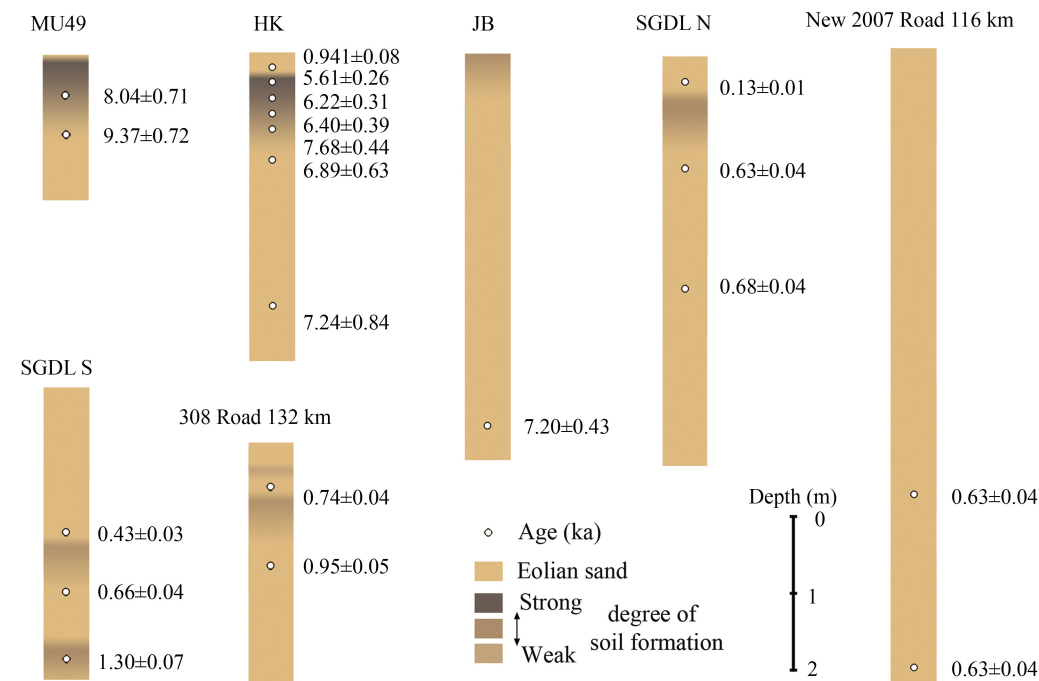 MU49
8.04±0.71
9.37±0.72
HK
0.941±0.08
5.61±0.26
6.22±0.31
6.40±0.39
7.68±0.44
6.89±0.63
7.24±0.84
JB
7.20±0.43
SGDL N
0.13±0.01
0.63±0.04
0.68±0.04
New 2007 Road 116 km
0.63±0.04
0.63±0.04
SGDL S
0.43±0.03
0.66±0.04
1.30±0.07
308 Road 132 km
0.74±0.04
0.95±0.05
Age (ka)
Eolian sand
Strong
Weak
degree of
soil formation
Depth (m)
0
1
2